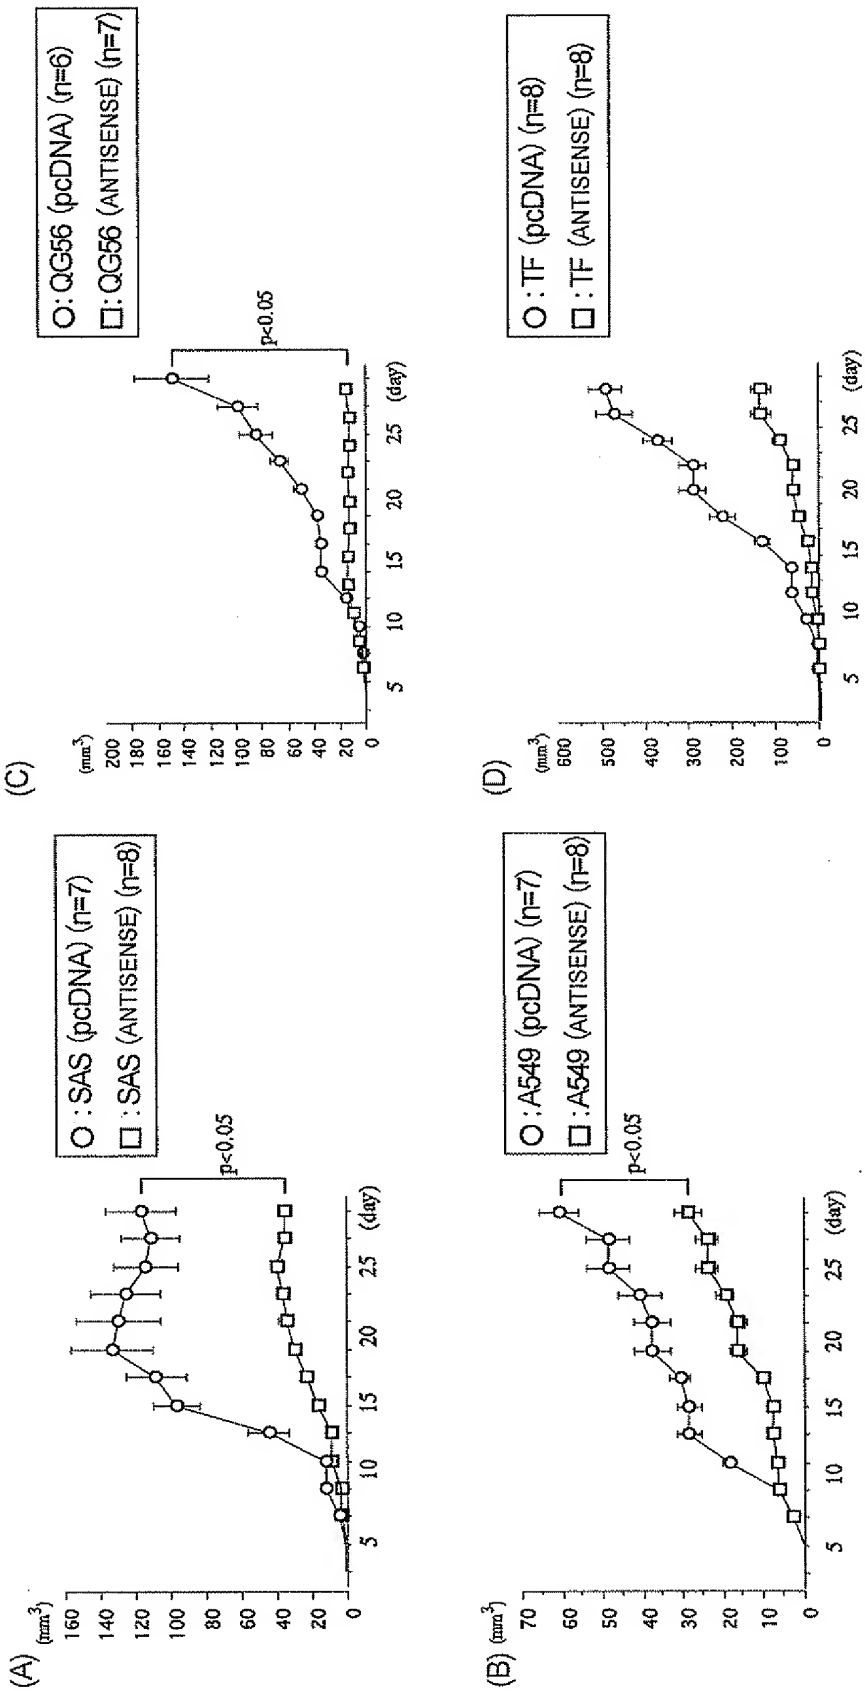 (A)
(mm³)
160
140
120
100
80
60
40
20
0
5
10
15
20
25
(day)
p<0.05
○ : SAS (pcDNA) (n=7)
□ : SAS (ANTISENSE) (n=8)
(B)
(mm³)
70
60
50
40
30
20
10
0
5
10
15
20
25
(day)
p<0.05
○ : A549 (pcDNA) (n=7)
□ : A549 (ANTISENSE) (n=8)
(C)
(mm³)
200
180
160
140
120
100
80
60
40
20
0
5
10
15
20
25
(day)
p<0.05
○ : QG56 (pcDNA) (n=6)
□ : QG56 (ANTISENSE) (n=7)
(D)
(mm³)
600
500
400
300
200
100
0
5
10
15
20
25
(day)
○ : TF (pcDNA) (n=8)
□ : TF (ANTISENSE) (n=8)